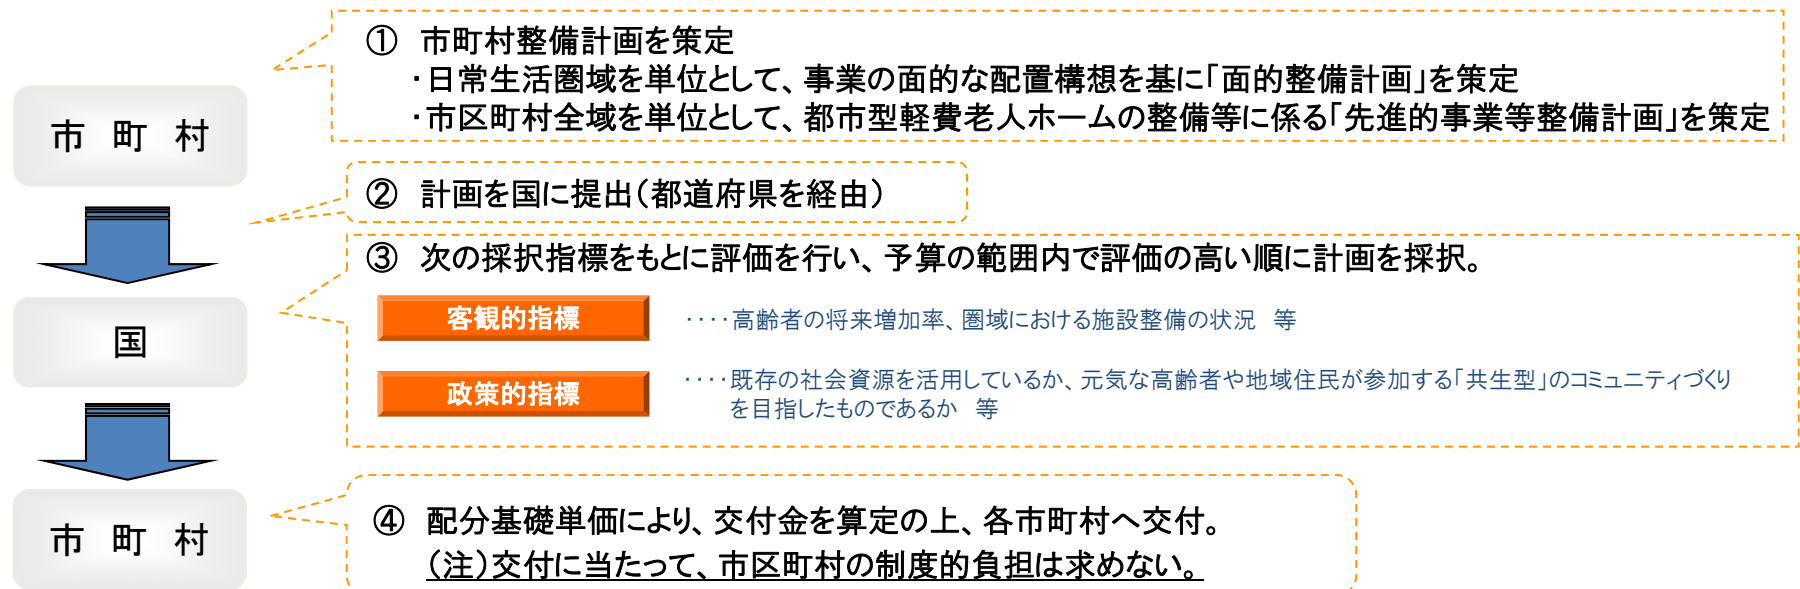 ① 市町村整備計画を策定
・日常生活圏域を単位として、事業の面的な配置構想を基に「面的整備計画」を策定
・市区町村全域を単位として、都市型軽費老人ホームの整備等に係る「先進的事業等整備計画」を策定
市 町 村
② 計画を国に提出（都道府県を経由）
③ 次の採択指標をもとに評価を行い、予算の範囲内で評価の高い順に計画を採択。
客観的指標 ････高齢者の将来増加率、圏域における施設整備の状況 等
国
政策的指標 ････既存の社会資源を活用しているか、元気な高齢者や地域住民が参加する「共生型」のコミュニティづくり
を目指したものであるか 等
市 町 村
④ 配分基礎単価により、交付金を算定の上、各市町村へ交付。
（注）交付に当たって、市区町村の制度的負担は求めない。